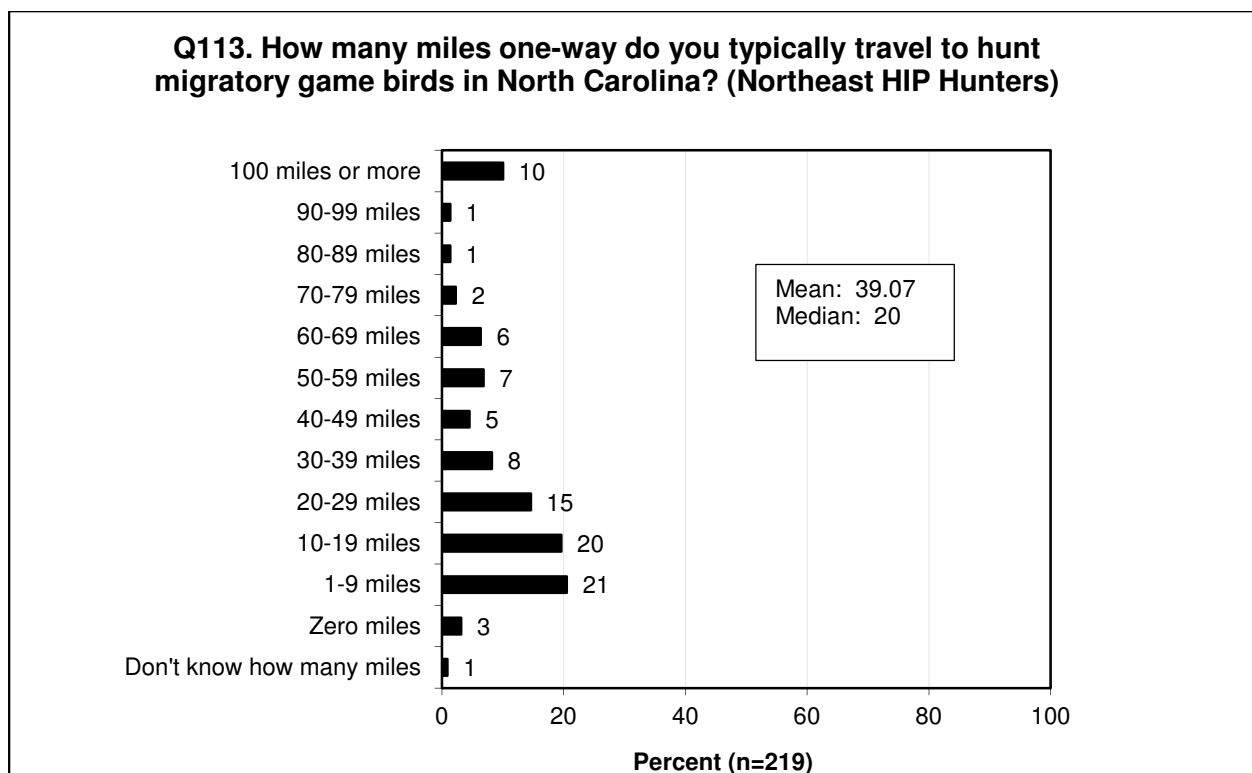 Q113. How many miles one-way do you typically travel to hunt
migratory game birds in North Carolina? (Northeast HIP Hunters)
100 miles or more 10
90-99 miles 1
80-89 miles 1
70-79 miles 2
60-69 miles 6
50-59 miles 7
40-49 miles 5
30-39 miles 8
20-29 miles 15
10-19 miles 20
1-9 miles 21
Zero miles 3
Don't know how many miles 1
Mean: 39.07
Median: 20
0 20 40 60 80 100
Percent (n=219)